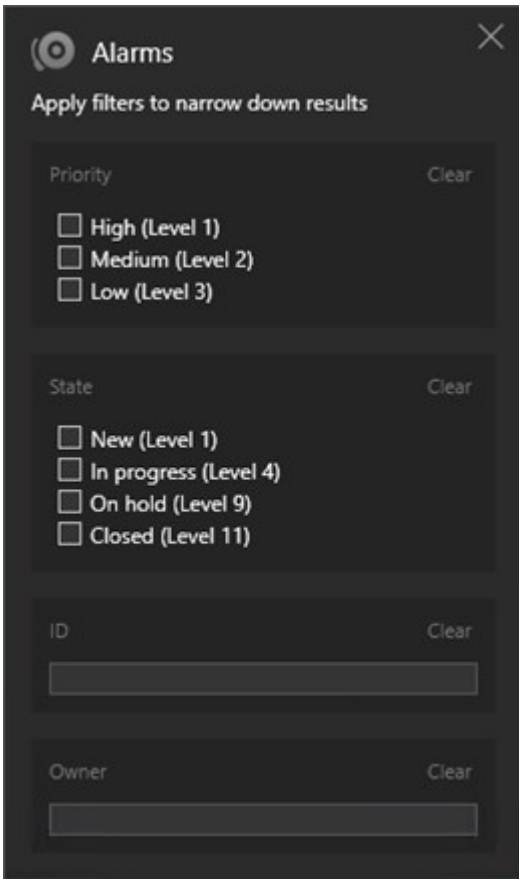 Alarms
Apply filters to narrow down results
Priority Clear
High (Level 1)
Medium (Level 2)
Low (Level 3)
State Clear
New (Level 1)
In progress (Level 4)
On hold (Level 9)
Closed (Level 11)
ID Clear
Owner Clear